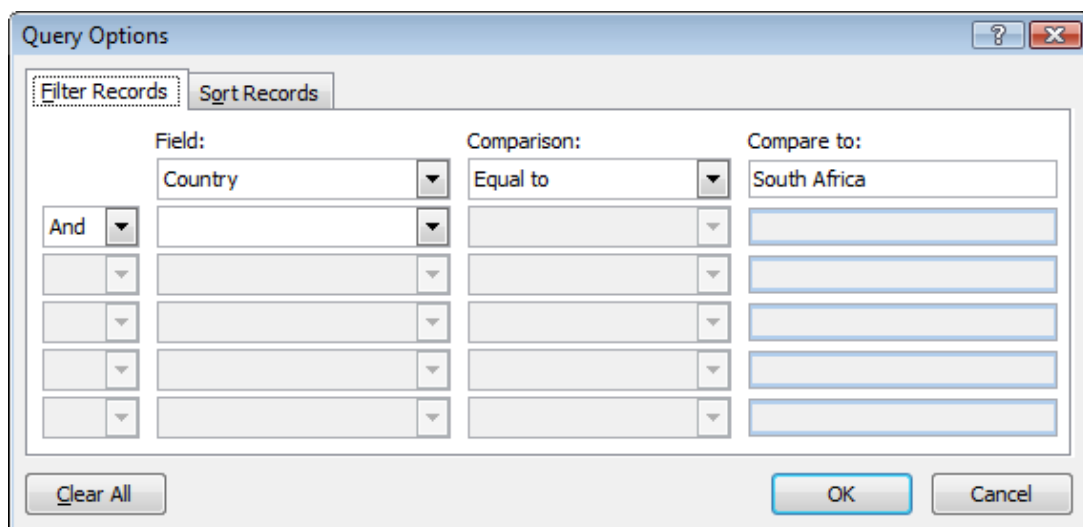 Query Options
Filter Records Sort Records
Field: Comparison: Compare to:
Country Equal to South Africa
And
Clear All OK Cancel